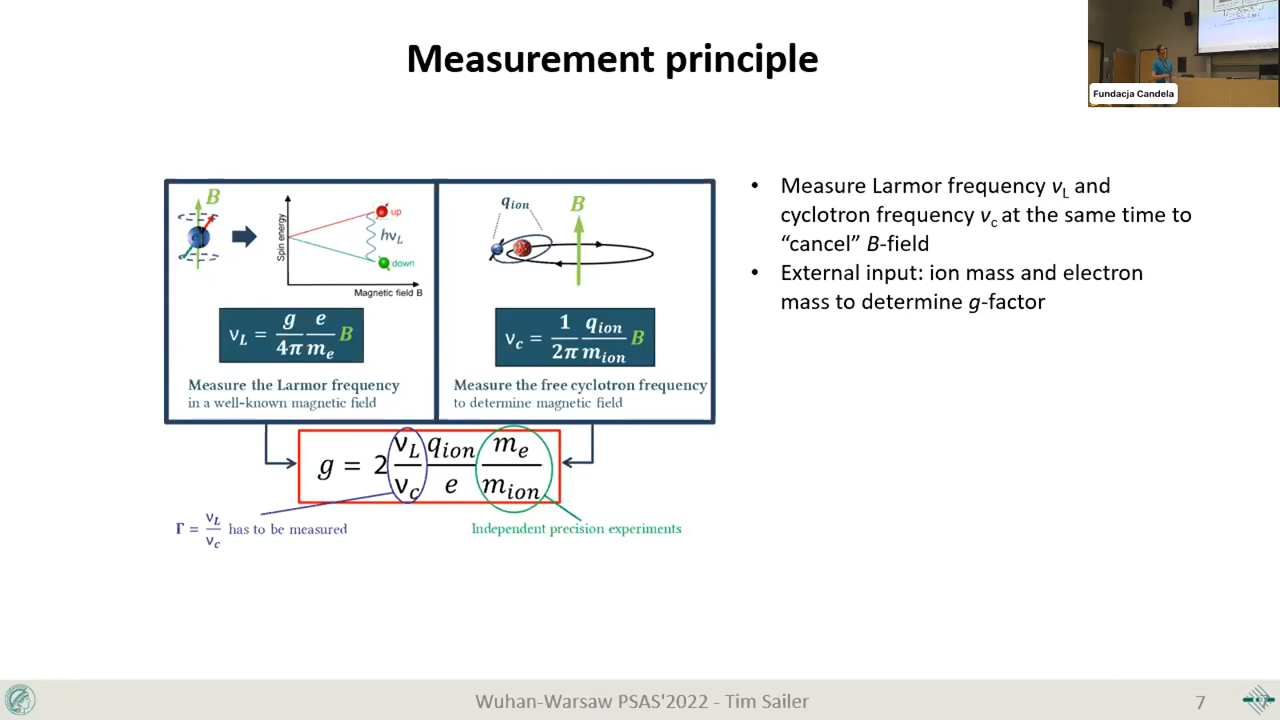 Measurement principle
Fundacja Candela
B
Spin energy
up
hν_L
down
Magnetic field B
ν_L = g/4π e/m_e B
Measure the Larmor frequency
in a well-known magnetic field
q_ion
B
ν_c = 1/2π q_ion/m_ion B
Measure the free cyclotron frequency
to determine magnetic field
g = 2 ν_L/ν_c q_ion/e m_e/m_ion
Γ = ν_L/ν_c has to be measured
Independent precision experiments
• Measure Larmor frequency ν_L and
cyclotron frequency ν_c at the same time to
“cancel” B-field
• External input: ion mass and electron
mass to determine g-factor
Wuhan-Warsaw PSAS'2022 - Tim Sailer
7